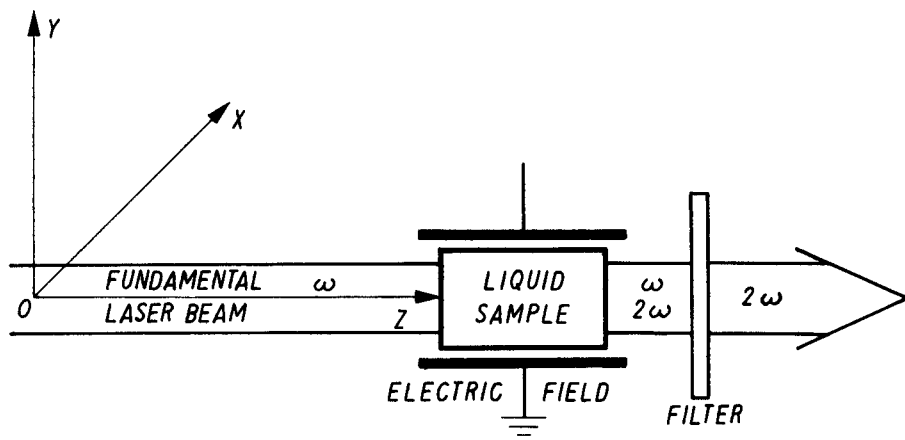 Y
X
FUNDAMENTAL ω
O
LASER BEAM Z
LIQUID
SAMPLE
ω
2ω
2ω
ELECTRIC FIELD
FILTER